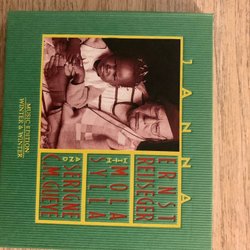 JANNA
ERNST
REIJSEGER
WITH
MOLA
SYLLA
AND
SERIGNE
C.M. GUEYE
MUSIC EDITION
WINTER & WINTER